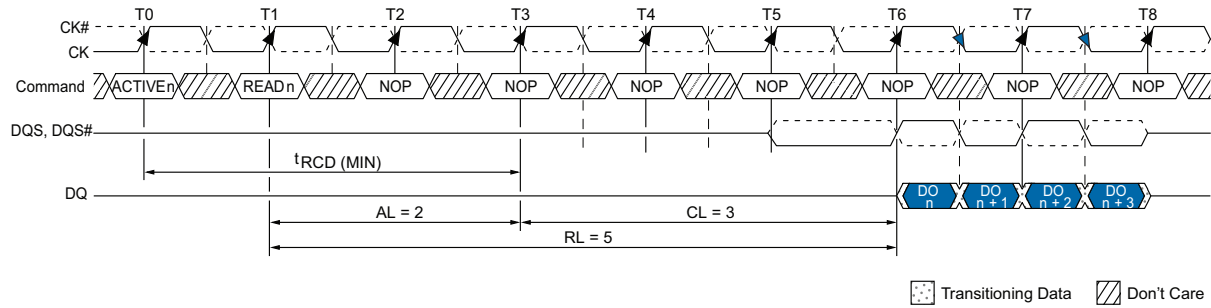 T0 T1 T2 T3 T4 T5 T6 T7 T8
CK#
CK
Command ACTIVE n READ n NOP NOP NOP NOP NOP NOP NOP
DQS, DQS#
tRCD (MIN)
DQ DO n DO n + 1 DO n + 2 DO n + 3
AL = 2 CL = 3
RL = 5
Transitioning Data Don't Care